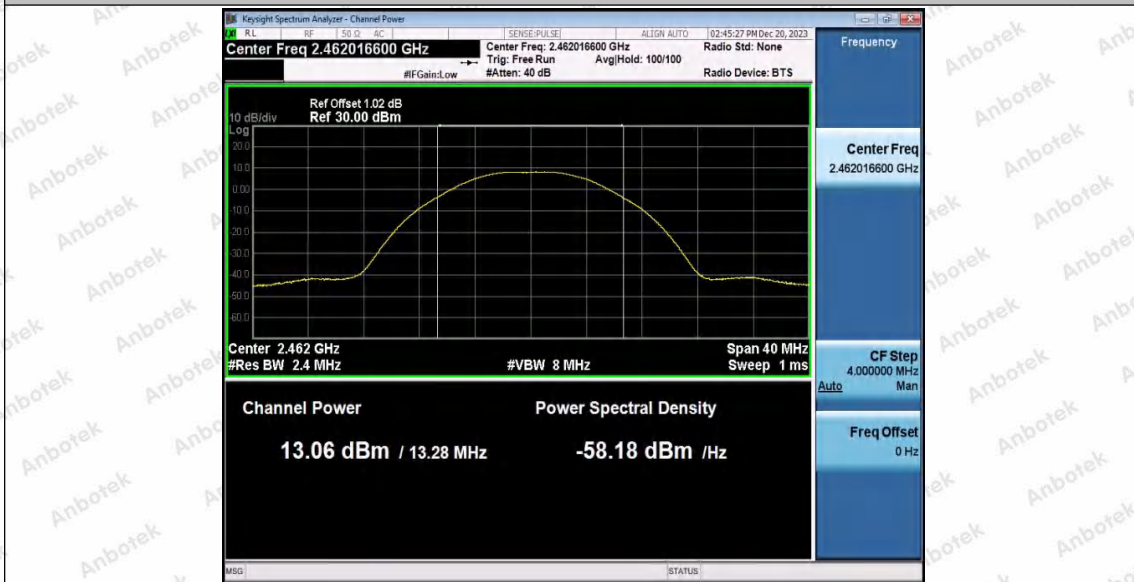 Keysight Spectrum Analyzer - Channel Power
RL RF 50 Ω AC SENSE:PULSE ALIGN AUTO 02:45:27 PM Dec 20, 2023
Center Freq 2.462016600 GHz
Center Freq: 2.462016600 GHz Radio Std: None
Trig: Free Run Avg|Hold: 100/100
#IFGain:Low #Atten: 40 dB Radio Device: BTS
Ref Offset 1.02 dB
10 dB/div Ref 30.00 dBm
Log
20.0
10.0
0.00
-10.0
-20.0
-30.0
-40.0
-50.0
-60.0
Center 2.462 GHz Span 40 MHz
#Res BW 2.4 MHz #VBW 8 MHz Sweep 1 ms
Channel Power Power Spectral Density
13.06 dBm / 13.28 MHz -58.18 dBm /Hz
MSG STATUS
Frequency
Center Freq
2.462016600 GHz
CF Step
4.000000 MHz
Auto Man
Freq Offset
0 Hz
Anbotek